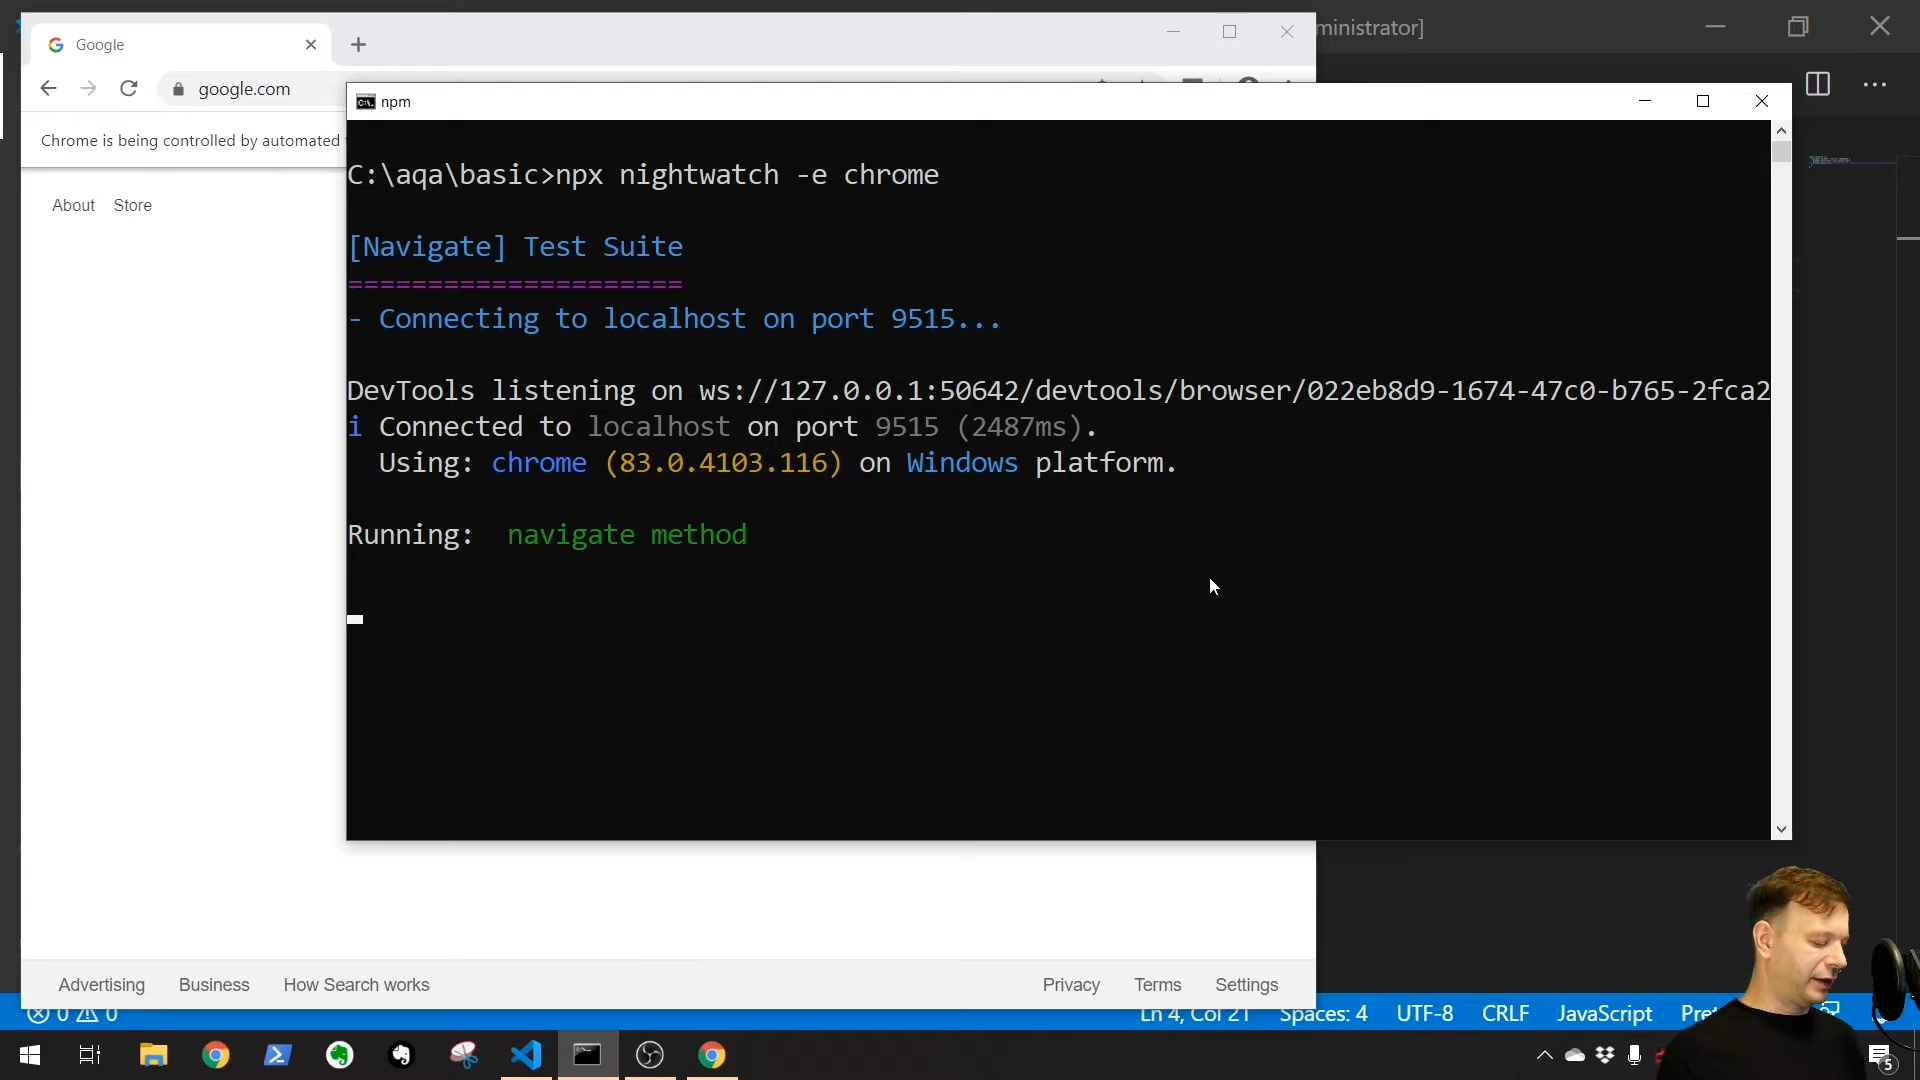 Google
ministrator]
google.com
npm
Chrome is being controlled by automated
C:\aqa\basic>npx nightwatch -e chrome
About Store
[Navigate] Test Suite
=====================
- Connecting to localhost on port 9515...
DevTools listening on ws://127.0.0.1:50642/devtools/browser/022eb8d9-1674-47c0-b765-2fca2
i Connected to localhost on port 9515 (2487ms).
Using: chrome (83.0.4103.116) on Windows platform.
Running: navigate method
Advertising Business How Search works Privacy Terms Settings
0 0 Ln 4, Col 21 Spaces: 4 UTF-8 CRLF JavaScript
5